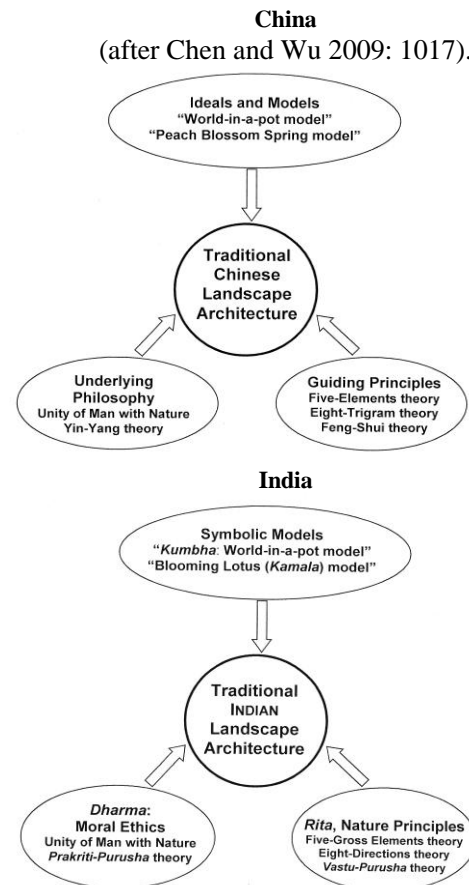 China
(after Chen and Wu 2009: 1017).
Ideals and Models
“World-in-a-pot model”
“Peach Blossom Spring model”
Traditional
Chinese
Landscape
Architecture
Underlying
Philosophy
Unity of Man with Nature
Yin-Yang theory
Guiding Principles
Five-Elements theory
Eight-Trigram theory
Feng-Shui theory
India
Symbolic Models
“Kumbha: World-in-a-pot model”
“Blooming Lotus (Kamala) model”
Traditional
INDIAN
Landscape
Architecture
Dharma:
Moral Ethics
Unity of Man with Nature
Prakriti-Purusha theory
Rita, Nature Principles
Five-Gross Elements theory
Eight-Directions theory
Vastu-Purusha theory